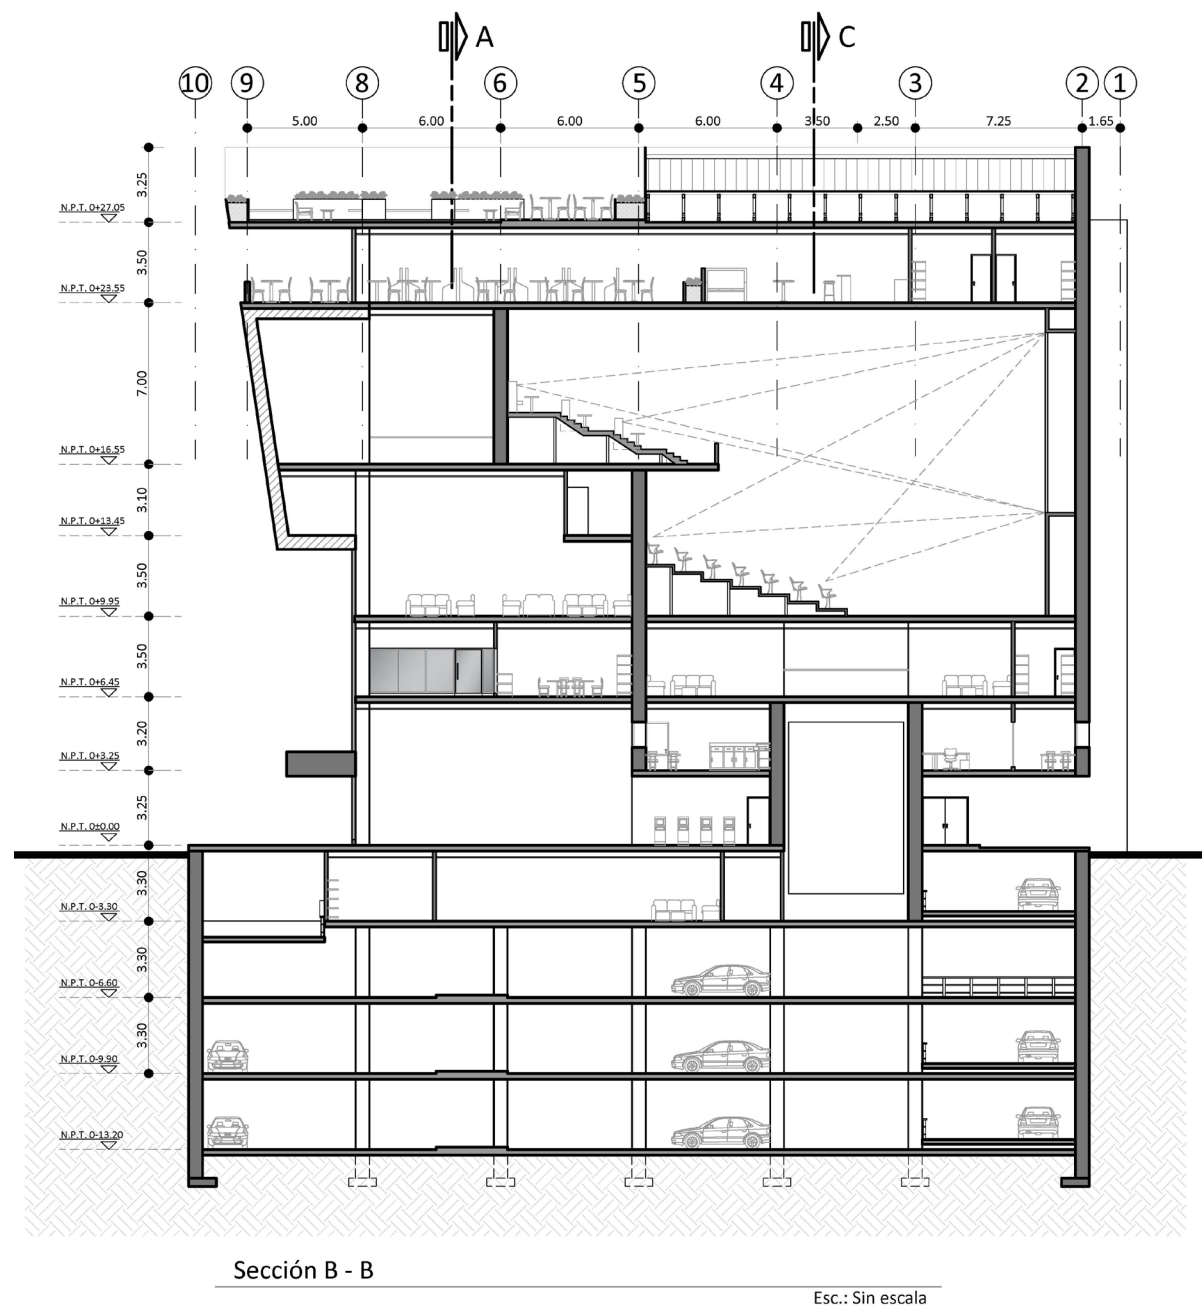 A C
10 9 8 6 5 4 3 2 1
5.00 6.00 6.00 6.00 3.50 2.50 7.25 1.65
3.25
N.P.T. 0+27.05
3.50
N.P.T. 0+23.55
7.00
N.P.T. 0+16.55
3.10
N.P.T. 0+13.45
3.50
N.P.T. 0+9.95
3.50
N.P.T. 0+6.45
3.20
N.P.T. 0+3.25
3.25
N.P.T. 0±0.00
3.30
N.P.T. 0-3.30
3.30
N.P.T. 0-6.60
3.30
N.P.T. 0-9.90
N.P.T. 0-13.20
Sección B - B
Esc.: Sin escala